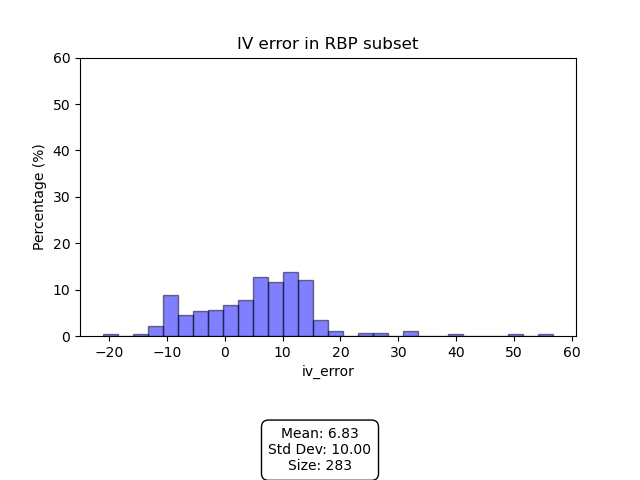 IV error in RBP subset
60
50
40
30
20
10
0
Percentage (%)
−20 −10 0 10 20 30 40 50 60
iv_error
Mean: 6.83
Std Dev: 10.00
Size: 283